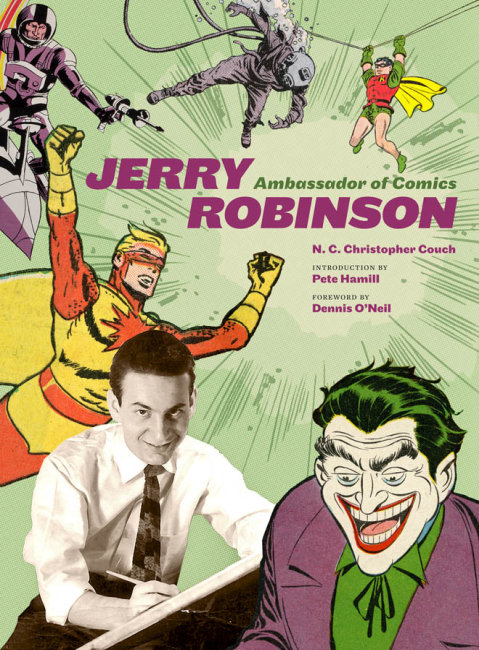 JERRY
Ambassador of Comics
ROBINSON
N. C. Christopher Couch
INTRODUCTION BY
Pete Hamill
FOREWORD BY
Dennis O'Neil